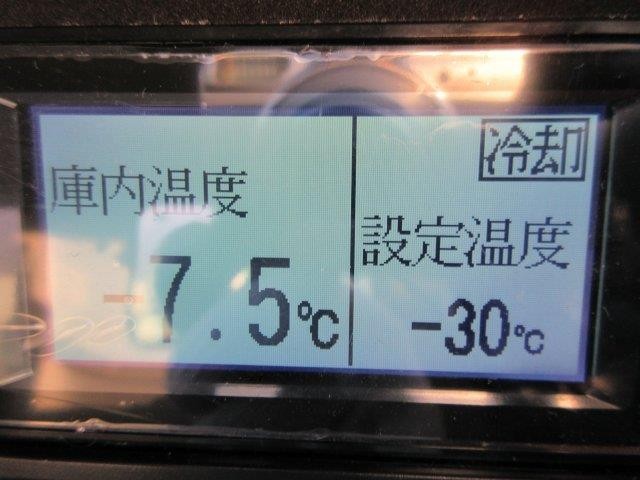 庫内温度
-7.5℃
冷却
設定温度
-30℃